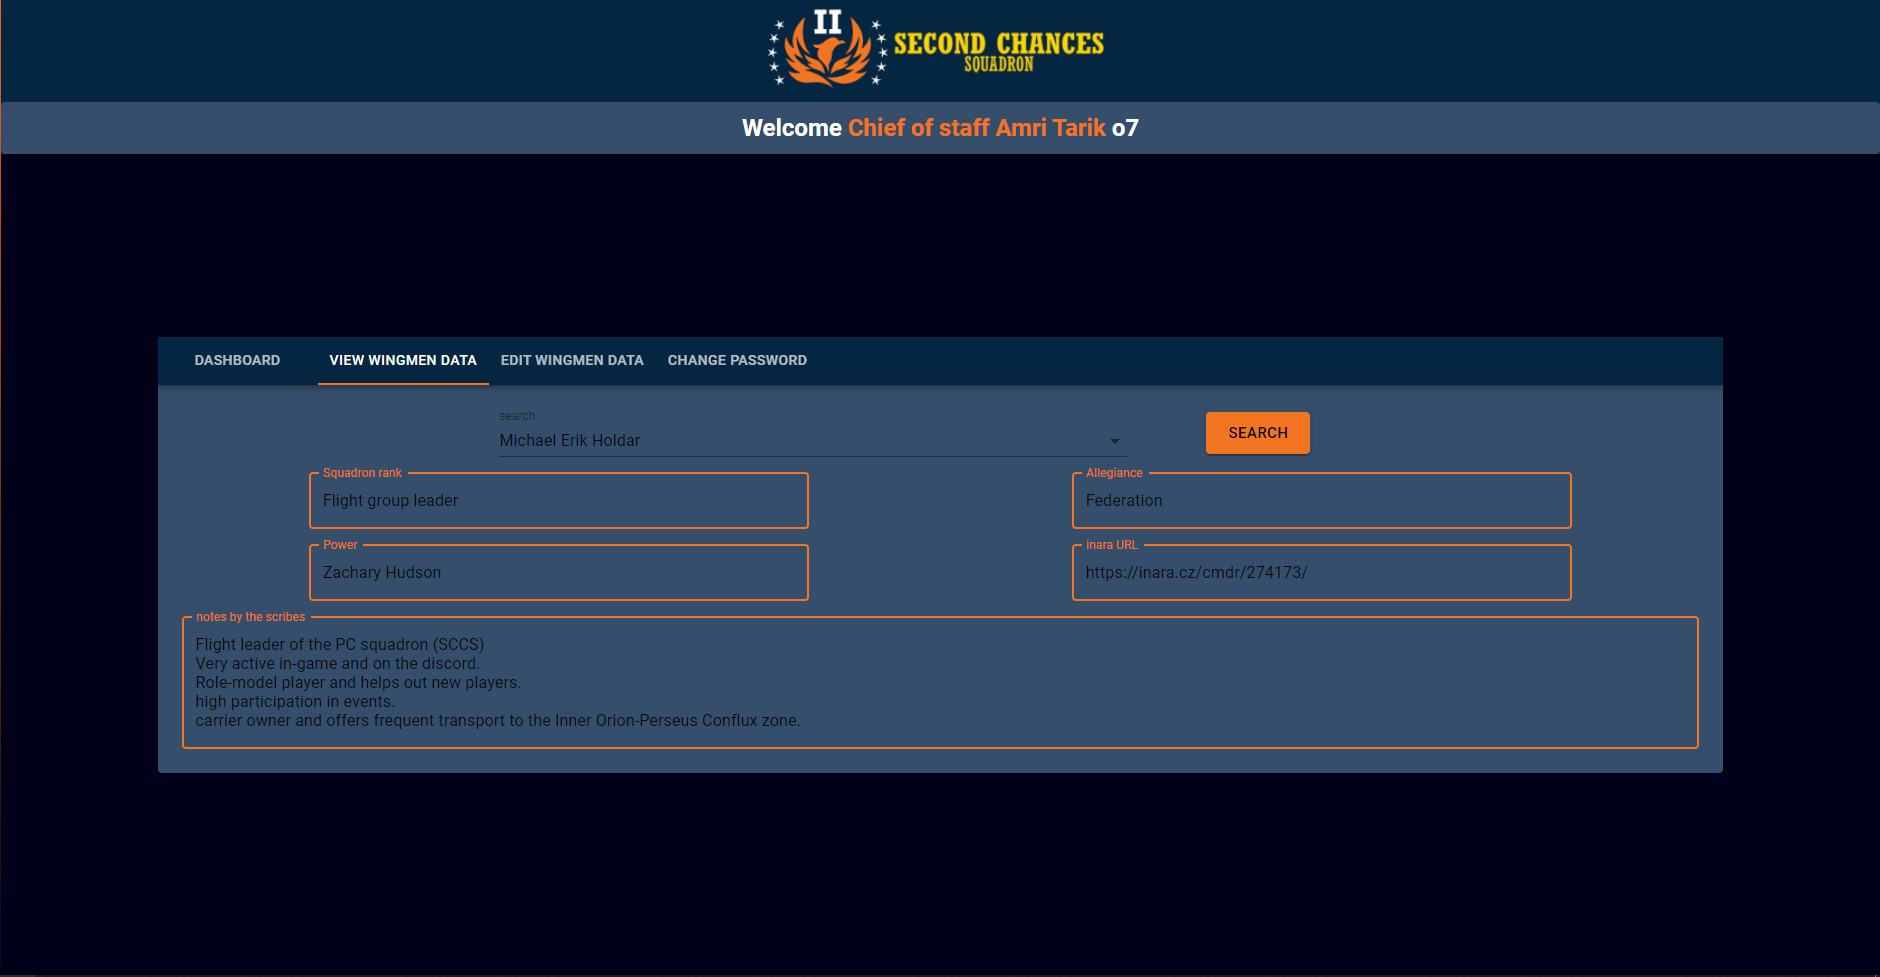 II
SECOND CHANCES
SQUADRON
Welcome Chief of staff Amri Tarik o7
DASHBOARD VIEW WINGMEN DATA EDIT WINGMEN DATA CHANGE PASSWORD
search
Michael Erik Holdar
SEARCH
Squadron rank
Flight group leader
Allegiance
Federation
Power
Zachary Hudson
inara URL
https://inara.cz/cmdr/274173/
notes by the scribes
Flight leader of the PC squadron (SCCS)
Very active in-game and on the discord.
Role-model player and helps out new players.
high participation in events.
carrier owner and offers frequent transport to the Inner Orion-Perseus Conflux zone.